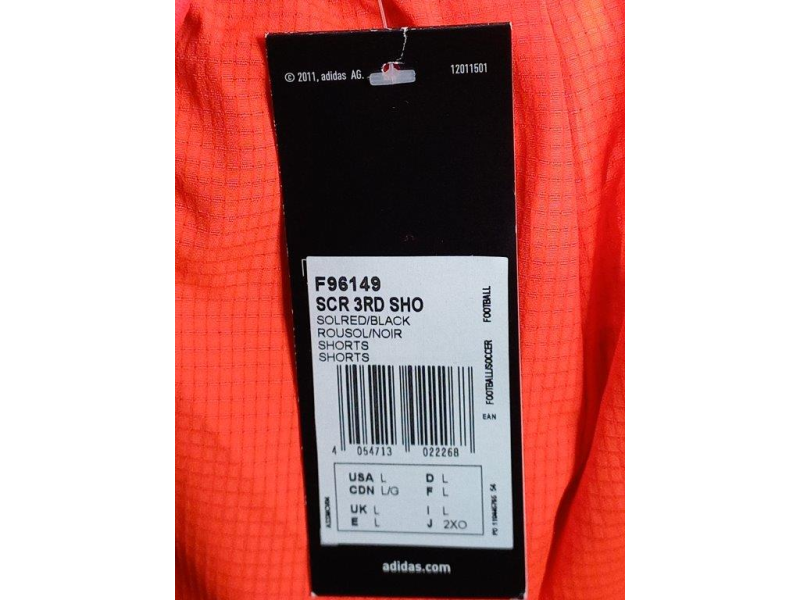 © 2011, adidas AG.
12011501
F96149
SCR 3RD SHO
SOLRED/BLACK
ROUSOL/NOIR
SHORTS
SHORTS
FOOTBALL/SOCCER FOOTBALL
EAN
4 054713 022268
USA L D L
CDN L/G F L
UK L I L
E L J 2XO
adidas.com